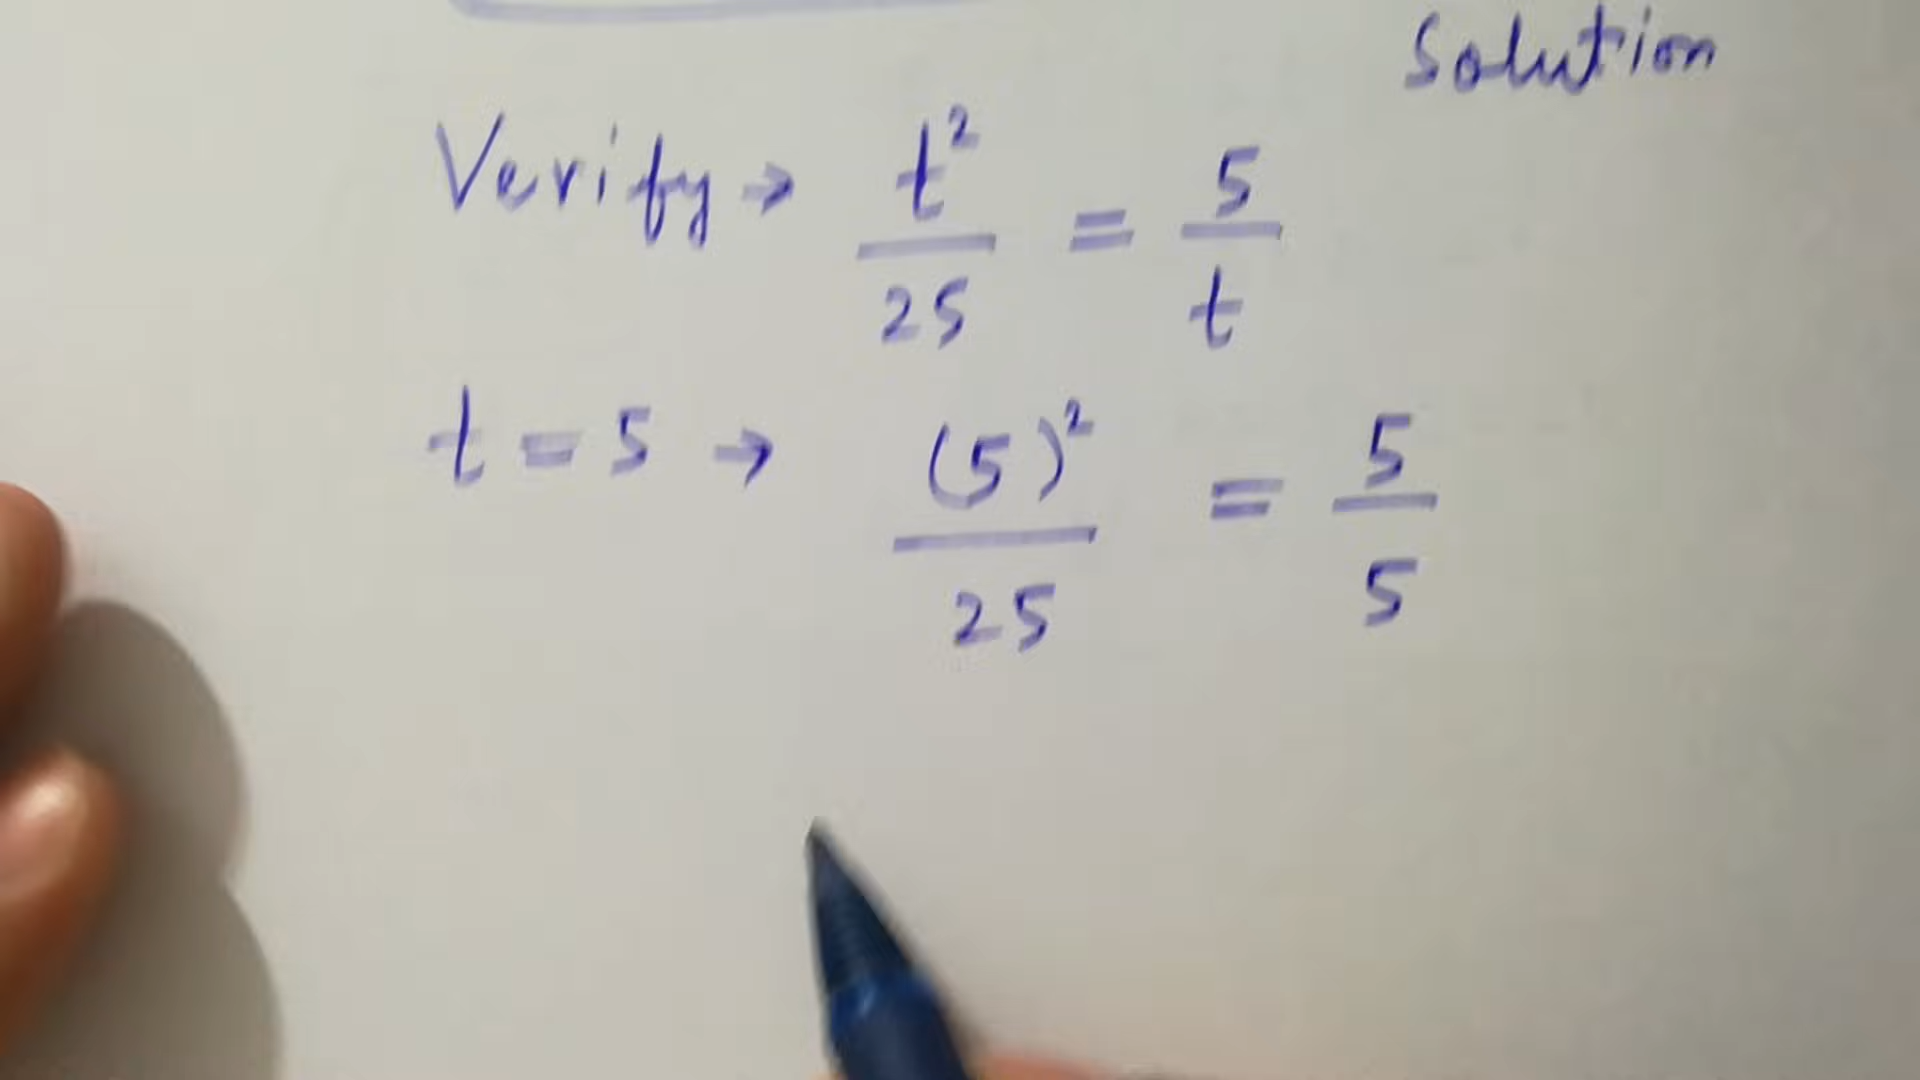 Solution
Verify → t²/25 = 5/t
t = 5 → (5)²/25 = 5/5